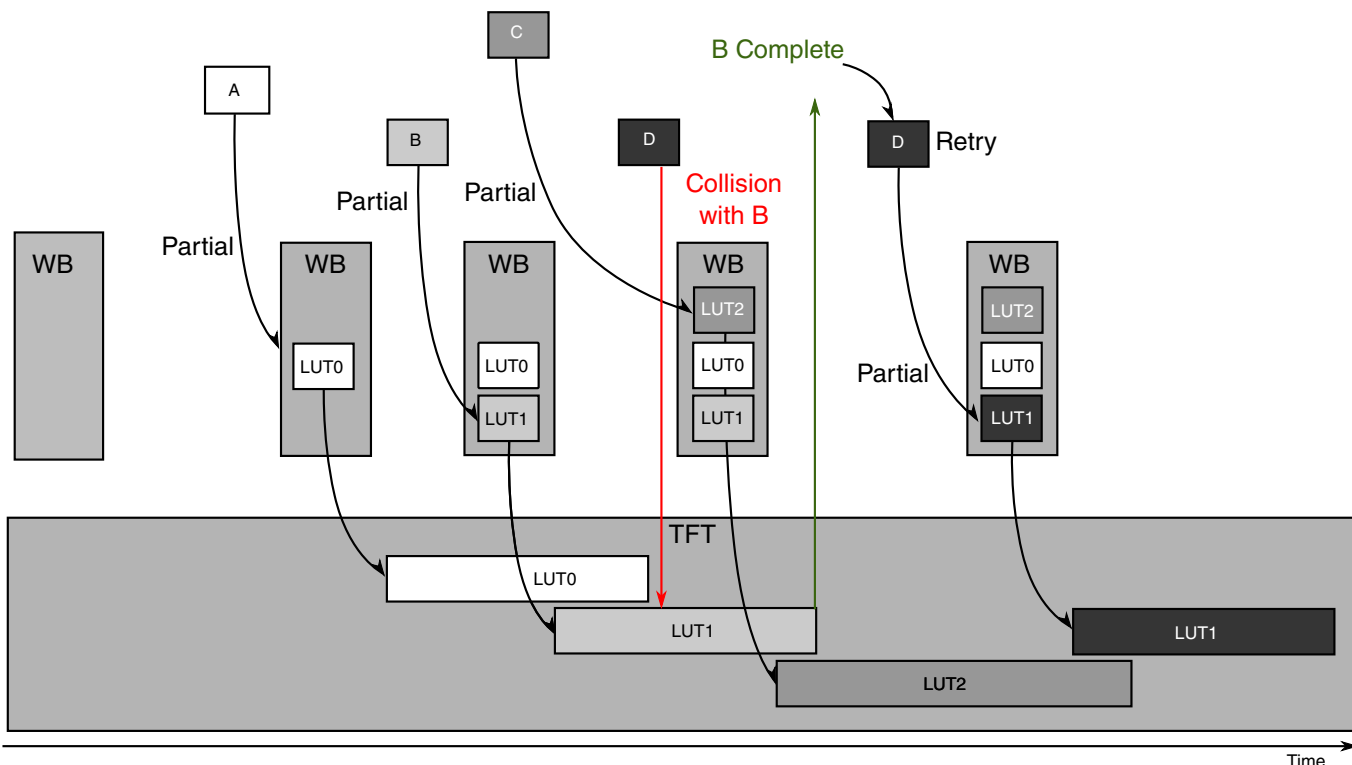 C
B Complete
A
B
D
D
Retry
Partial
Partial
Collision
with B
Partial
WB
WB
WB
WB
WB
LUT2
LUT2
LUT0
LUT0
LUT0
LUT0
Partial
LUT1
LUT1
LUT1
TFT
LUT0
LUT1
LUT1
LUT2
Time